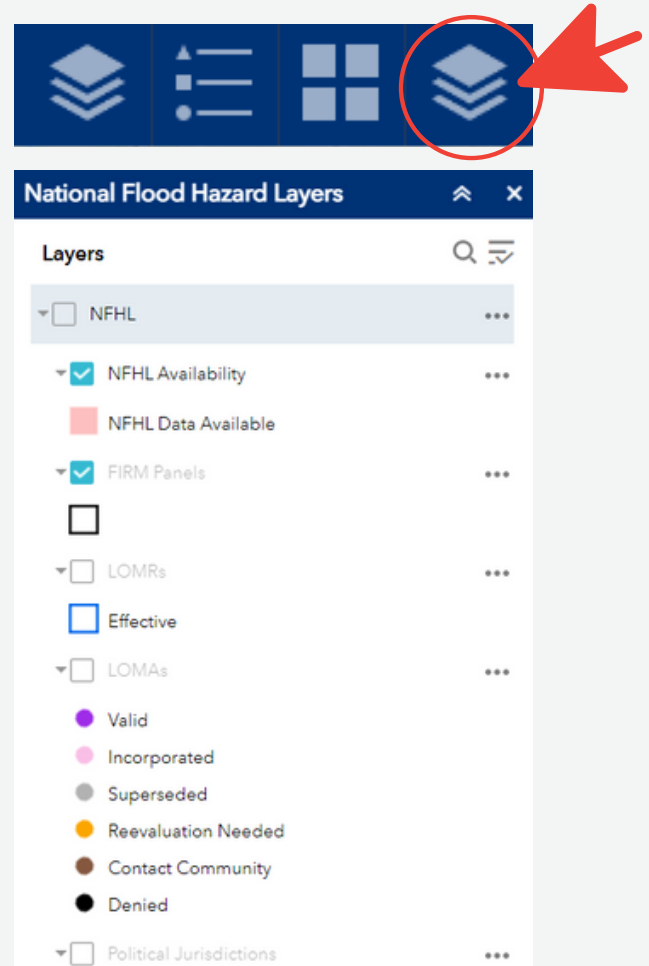 National Flood Hazard Layers
Layers
NFHL
NFHL Availability
NFHL Data Available
FIRM Panels
LOMRs
Effective
LOMAs
Valid
Incorporated
Superseded
Reevaluation Needed
Contact Community
Denied
Political Jurisdictions